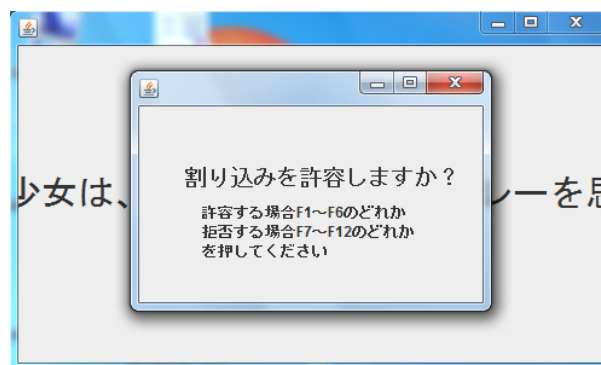 割り込みを許容しますか？
許容する場合F1～F6のどれか
拒否する場合F7～F12のどれか
を押してください
少女は、
レーを思